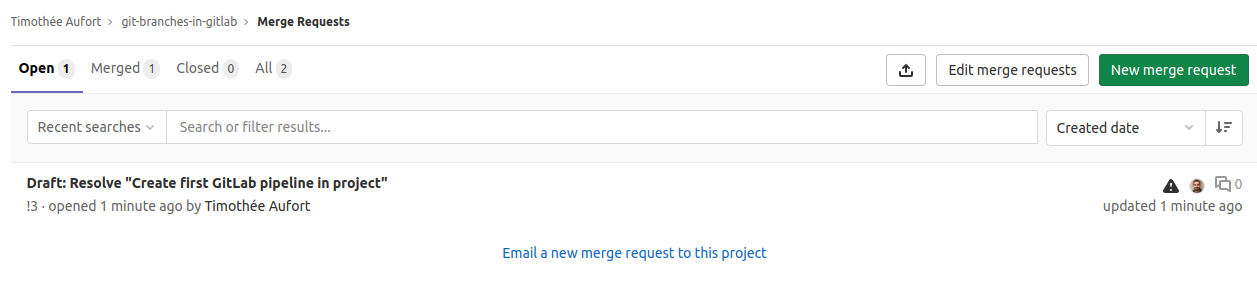 Timothée Aufort > git-branches-in-gitlab > Merge Requests
Open 1 Merged 1 Closed 0 All 2
Edit merge requests New merge request
Recent searches Search or filter results... Created date
Draft: Resolve "Create first GitLab pipeline in project" 0
!3 · opened 1 minute ago by Timothée Aufort updated 1 minute ago
Email a new merge request to this project